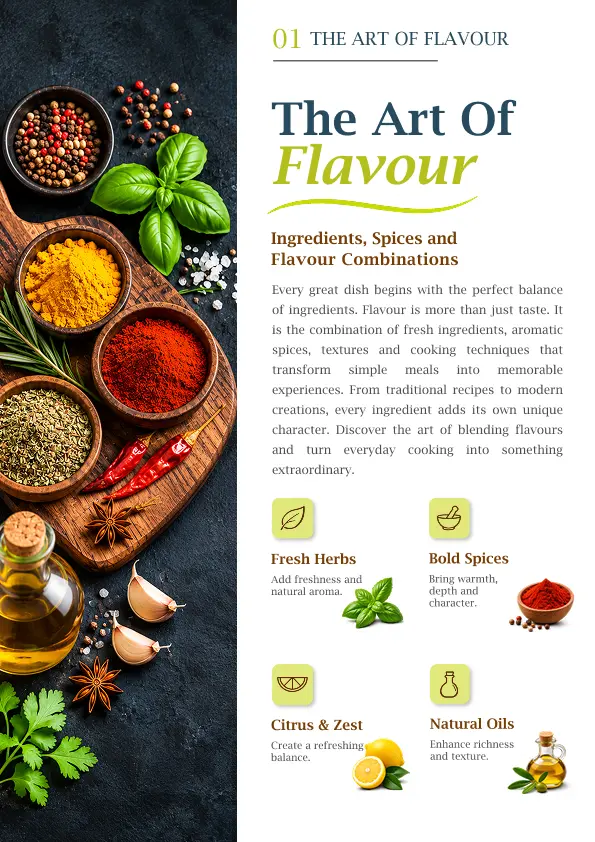 01 THE ART OF FLAVOUR
The Art Of
Flavour
Ingredients, Spices and
Flavour Combinations
Every great dish begins with the perfect balance
of ingredients. Flavour is more than just taste. It
is the combination of fresh ingredients, aromatic
spices, textures and cooking techniques that
transform simple meals into memorable
experiences. From traditional recipes to modern
creations, every ingredient adds its own unique
character. Discover the art of blending flavours
and turn everyday cooking into something
extraordinary.
Fresh Herbs
Add freshness and
natural aroma.
Bold Spices
Bring warmth,
depth and
character.
Citrus & Zest
Create a refreshing
balance.
Natural Oils
Enhance richness
and texture.